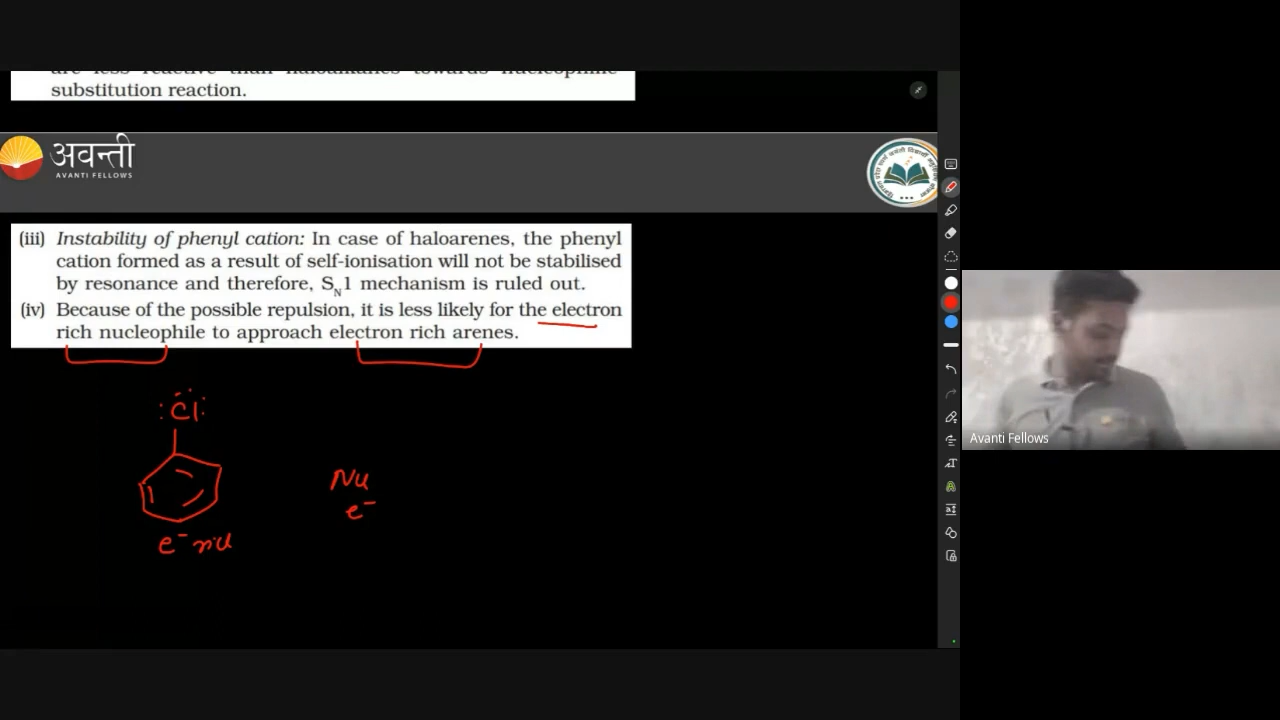 substitution reaction.
अवन्ती
AVANTI FELLOWS
(iii) Instability of phenyl cation: In case of haloarenes, the phenyl
cation formed as a result of self-ionisation will not be stabilised
by resonance and therefore, SN1 mechanism is ruled out.
(iv) Because of the possible repulsion, it is less likely for the electron
rich nucleophile to approach electron rich arenes.
:Cl:
Nu
e⁻
e⁻ rich
Avanti Fellows